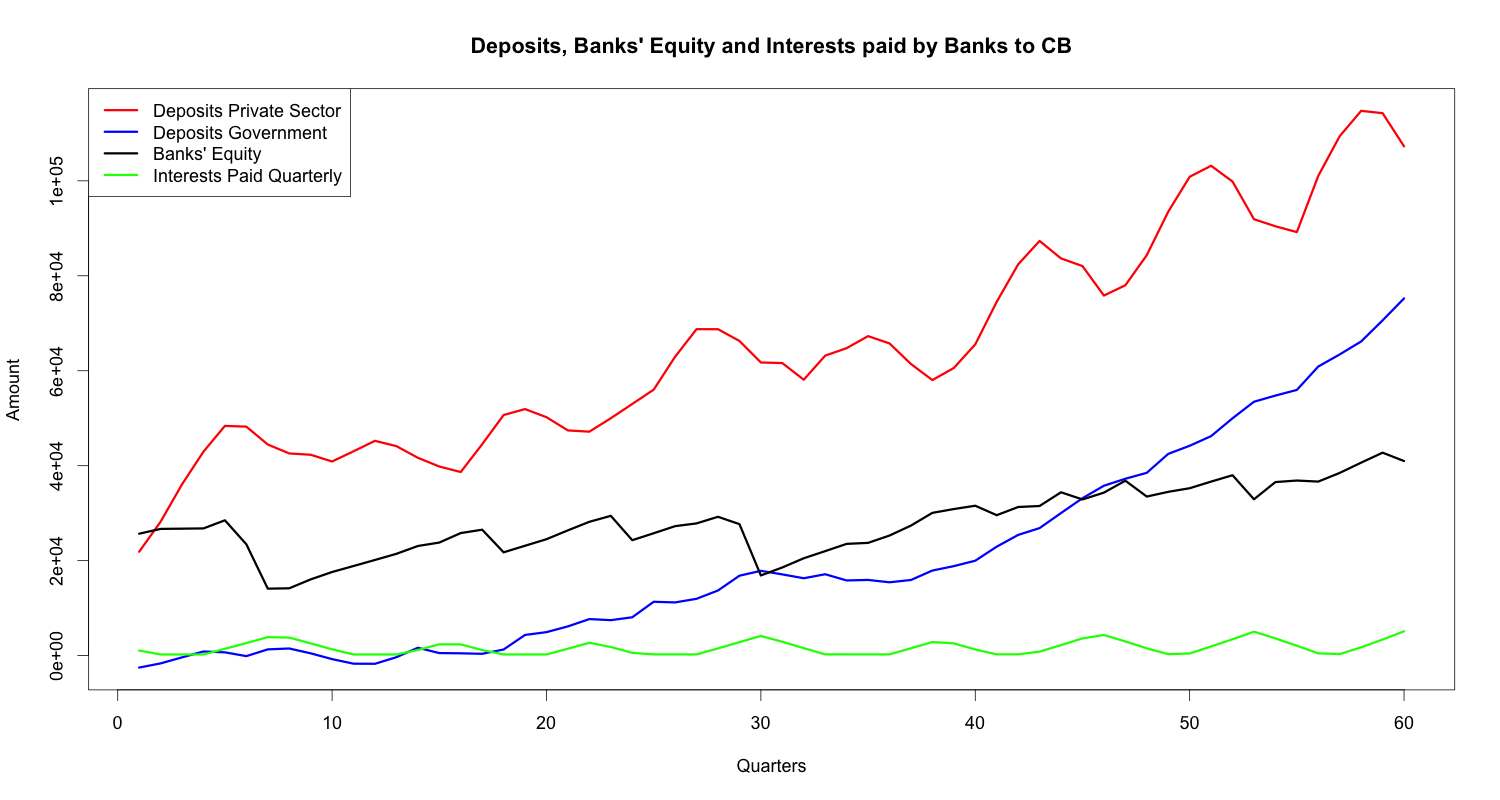 Deposits, Banks' Equity and Interests paid by Banks to CB
Deposits Private Sector
Deposits Government
Banks' Equity
Interests Paid Quarterly
Amount
1e+05
8e+04
6e+04
4e+04
2e+04
0e+00
0 10 20 30 40 50 60
Quarters